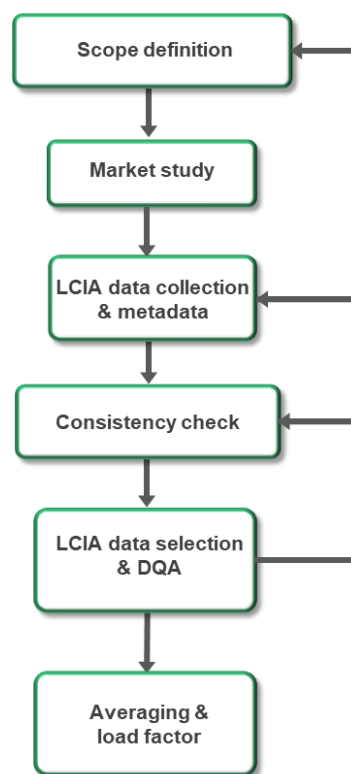 Scope definition
Market study
LCIA data collection
& metadata
Consistency check
LCIA data selection
& DQA
Averaging &
load factor